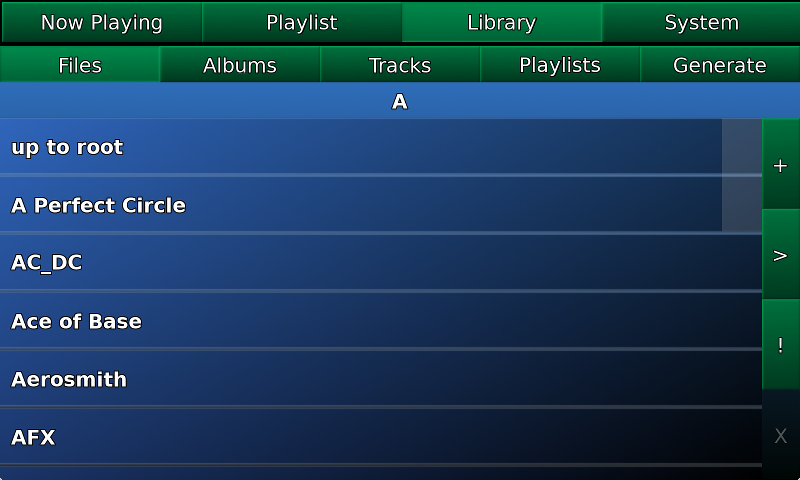 Now Playing Playlist Library System
Files Albums Tracks Playlists Generate
A
up to root
+
A Perfect Circle
>
AC_DC
Ace of Base
!
Aerosmith
AFX
X